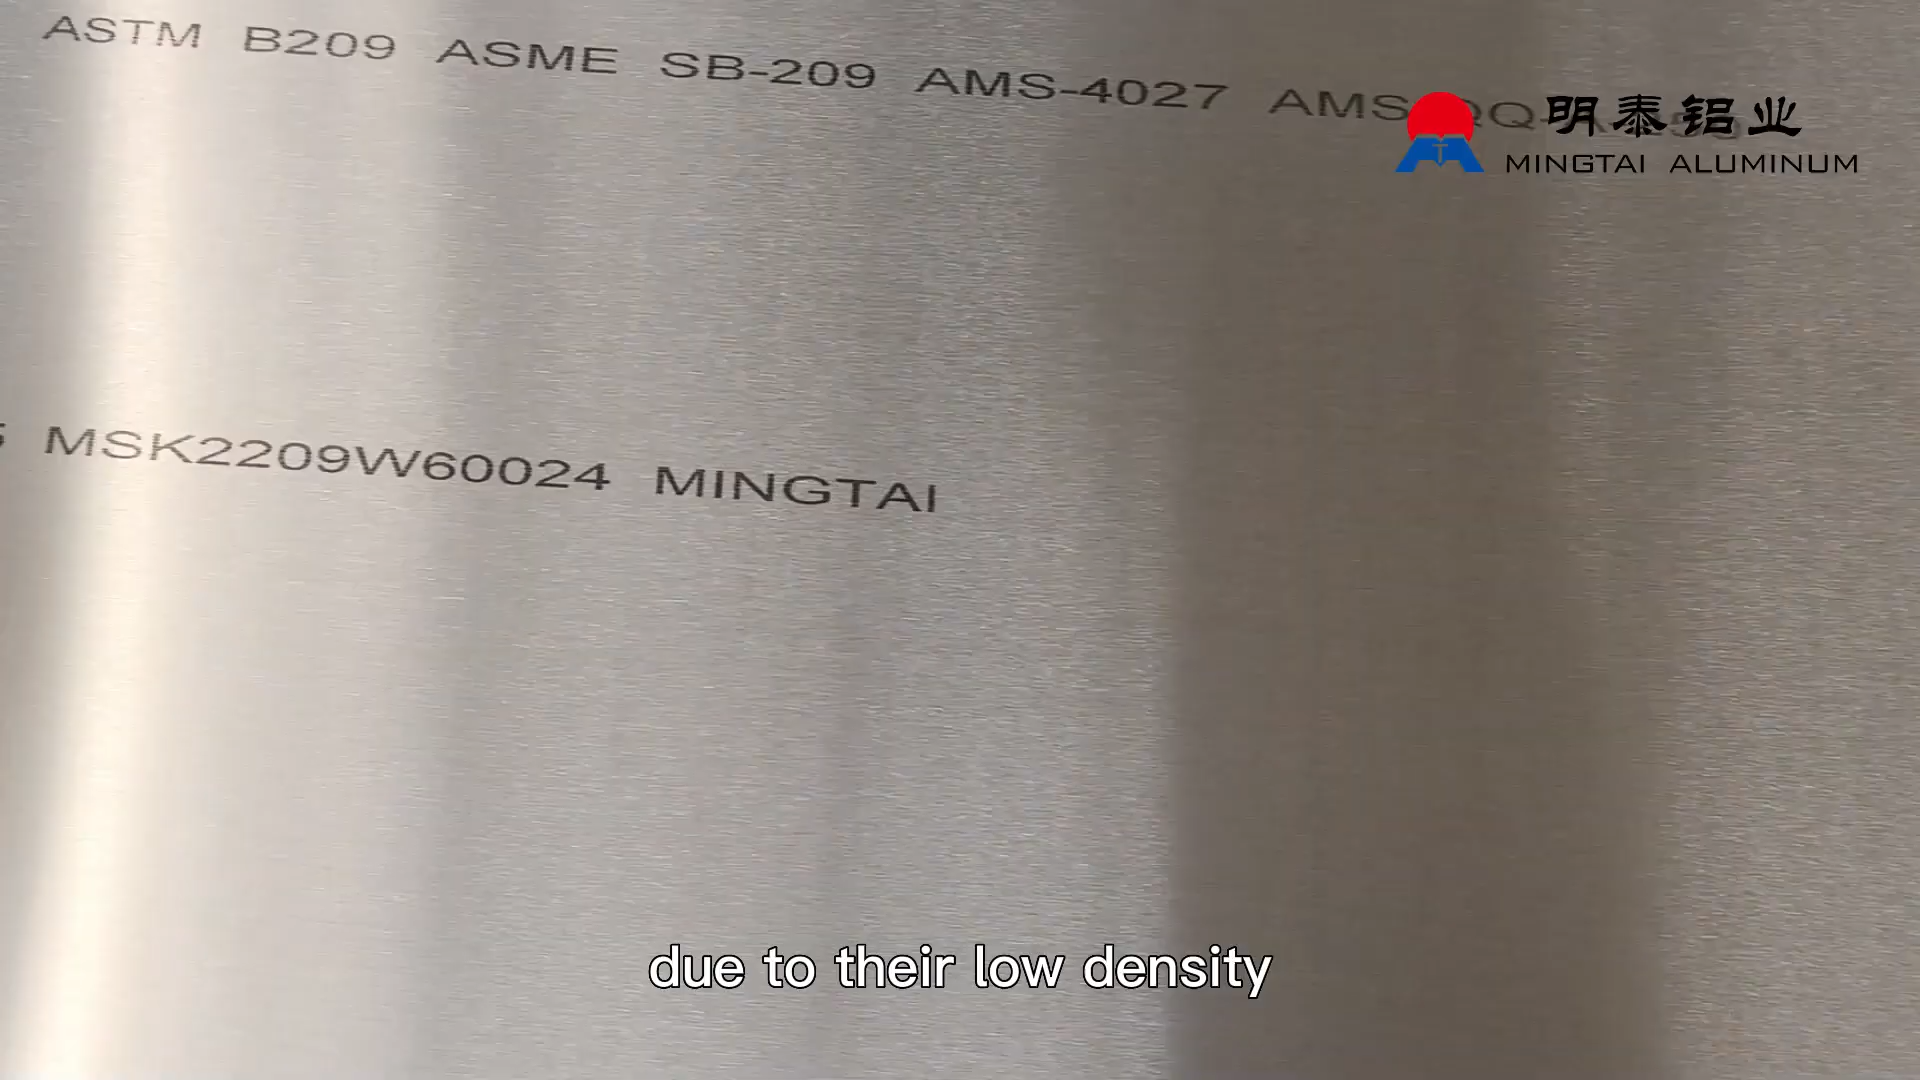 ASTM B209 ASME SB-209 AMS-4027 AMS
明泰铝业
MINGTAI ALUMINUM
MSK2209W60024 MINGTAI
due to their low density